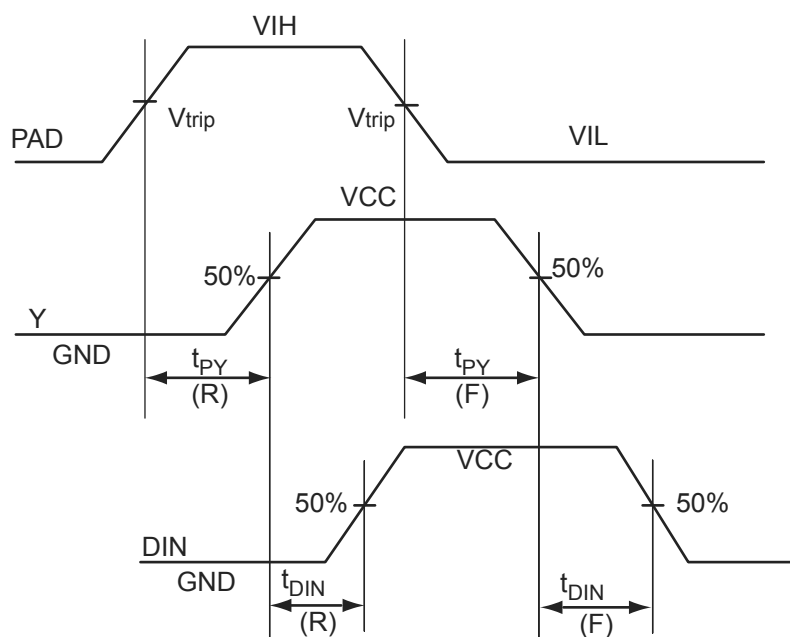 VIH
PAD
Vtrip
Vtrip
VIL
VCC
50%
50%
Y
GND
tPY
(R)
tPY
(F)
VCC
50%
50%
DIN
GND
tDIN
(R)
tDIN
(F)